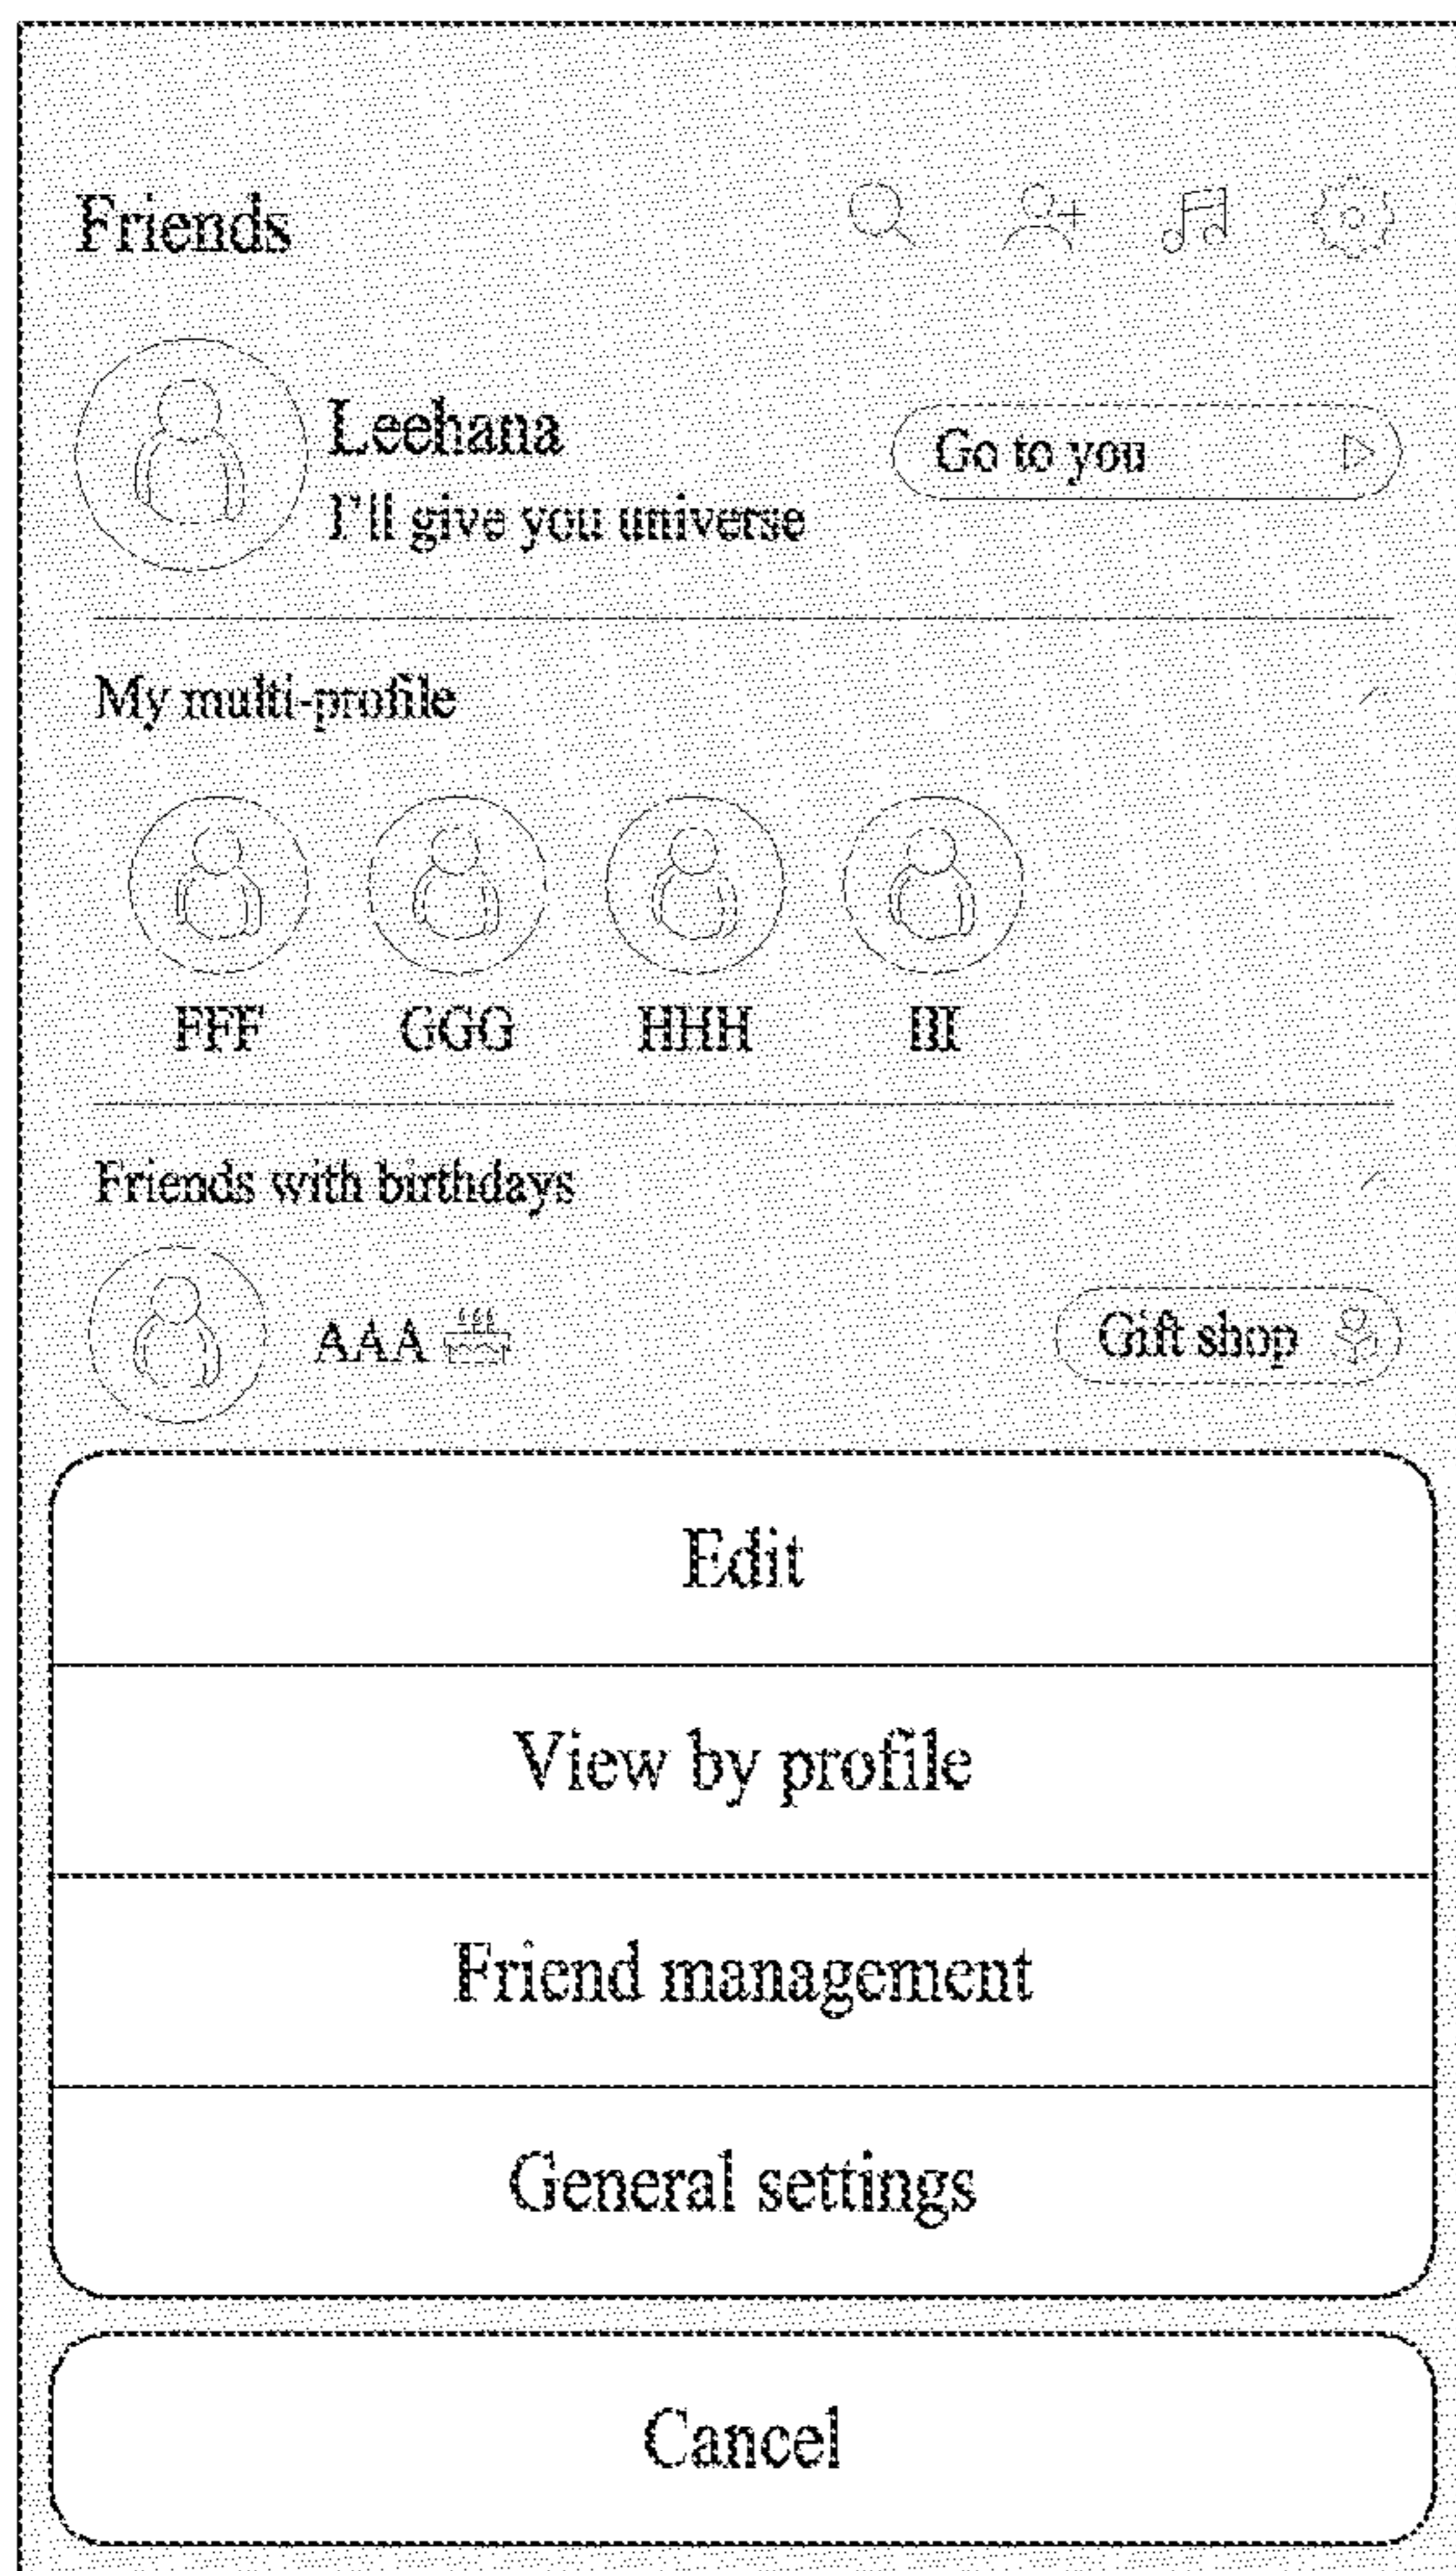 Friends
Leehana
Go to you
I'll give you universe
My multi-profile
FFF GGG HHH III
Friends with birthdays
AAA
Gift shop
Edit
View by profile
Friend management
General settings
Cancel